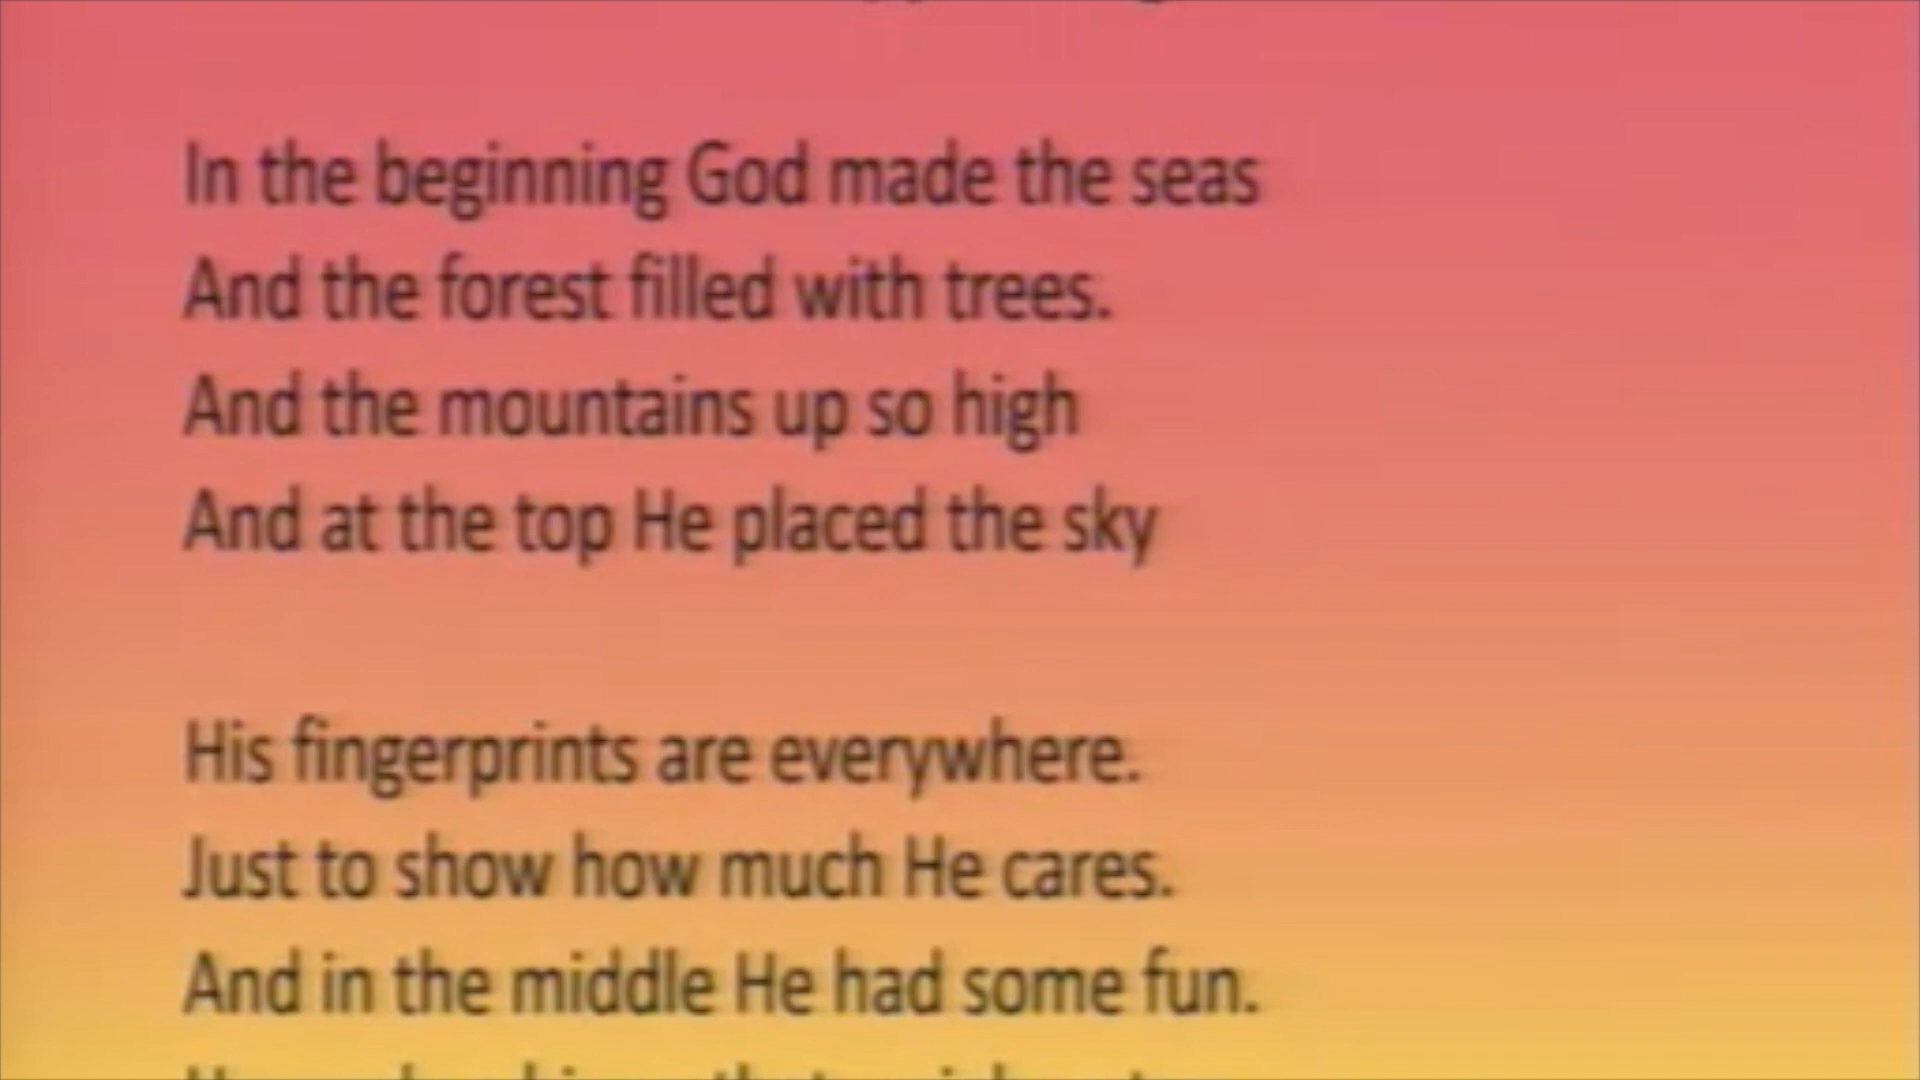 In the beginning God made the seas
And the forest filled with trees.
And the mountains up so high
And at the top He placed the sky
His fingerprints are everywhere.
Just to show how much He cares.
And in the middle He had some fun.